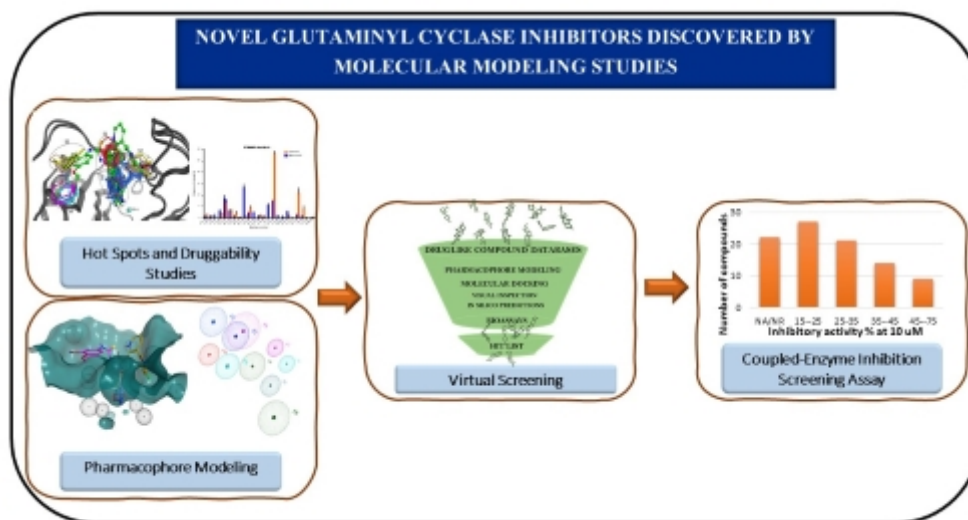 NOVEL GLUTAMINYL CYCLASE INHIBITORS DISCOVERED BY
MOLECULAR MODELING STUDIES
Hot Spots and Druggability
Studies
Pharmacophore Modeling
DRUGLIKE COMPOUND DATABASES
PHARMACOPHORE MODELING
MOLECULAR DOCKING
VISUAL INSPECTION
IN SILICO PREDICTIONS
HIT LIST
Virtual Screening
Number of compounds
30
20
10
0
NA/NR 15--25 25-35 35--45 45--75
Inhibitory activity % at 10 uM
Coupled-Enzyme Inhibition
Screening Assay